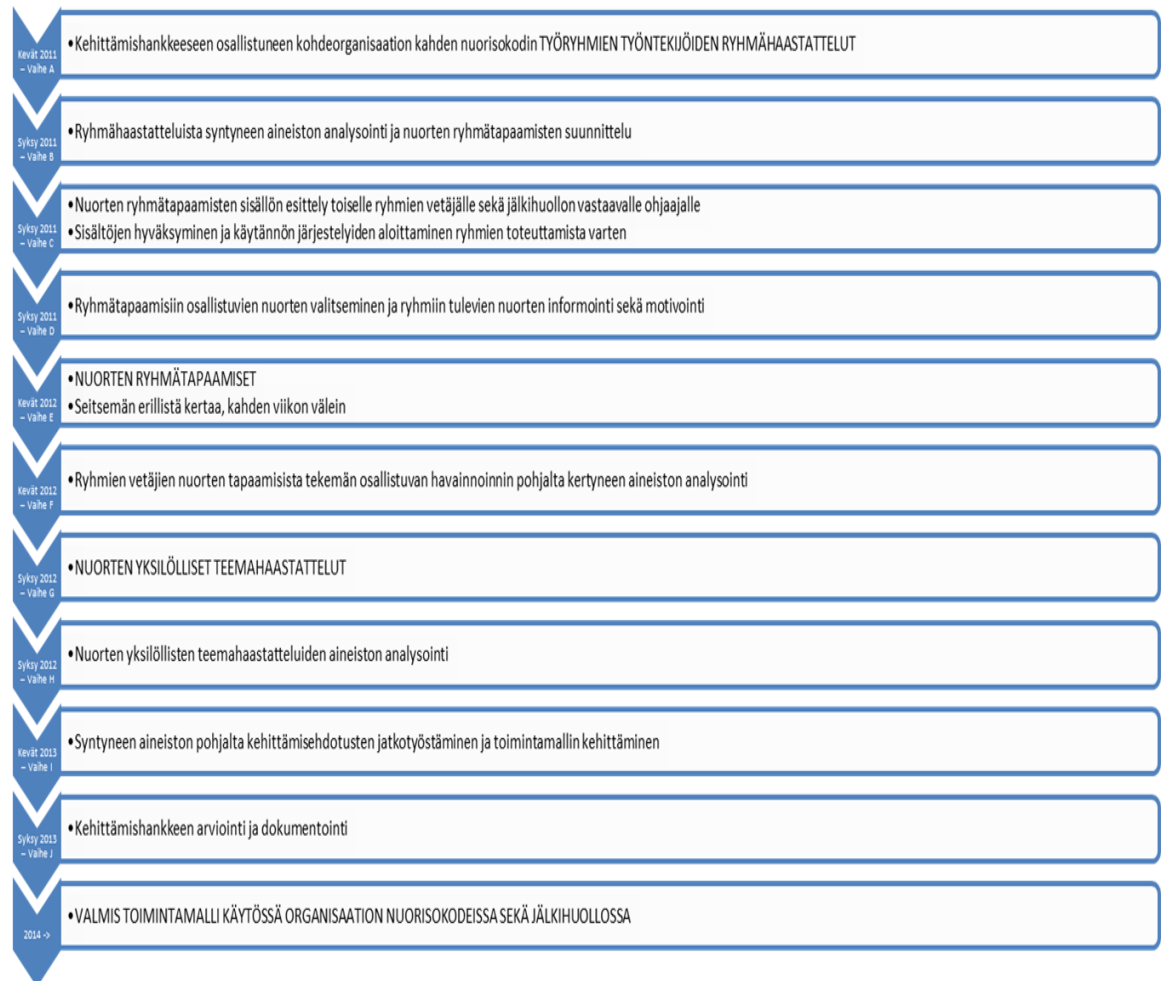 Kevät 2011
– Vaihe A
•Kehittämishankkeeseen osallistuneen kohdeorganisaation kahden nuorisokodin TYÖRYHMIEN TYÖNTEKIJÖIDEN RYHMÄHAASTATTELUT
Syksy 2011
– Vaihe B
•Ryhmähaastatteluista syntyneen aineiston analysointi ja nuorten ryhmätapaamisten suunnittelu
Syksy 2011
– Vaihe C
•Nuorten ryhmätapaamisten sisällön esittely toiselle ryhmien vetäjälle sekä jälkihuollon vastaavalle ohjaajalle
•Sisältöjen hyväksyminen ja käytännön järjestelyiden aloittaminen ryhmien toteuttamista varten
Syksy 2011
– Vaihe D
•Ryhmätapaamisiin osallistuvien nuorten valitseminen ja ryhmiin tulevien nuorten informointi sekä motivointi
Kevät 2012
– Vaihe E
•NUORTEN RYHMÄTAPAAMISET
•Seitsemän erillistä kertaa, kahden viikon välein
Kevät 2012
– Vaihe F
•Ryhmien vetäjien nuorten tapaamisista tekemän osallistuvan havainnoinnin pohjalta kertyneen aineiston analysointi
Syksy 2012
– Vaihe G
•NUORTEN YKSILÖLLISET TEEMAHAASTATTELUT
Syksy 2012
– Vaihe H
•Nuorten yksilöllisten teemahaastatteluiden aineiston analysointi
Kevät 2013
– Vaihe I
•Syntyneen aineiston pohjalta kehittämisehdotusten jatkotyöstäminen ja toimintamallin kehittäminen
Syksy 2013
– Vaihe J
•Kehittämishankkeen arviointi ja dokumentointi
2014 ->
•VALMIS TOIMINTAMALLI KÄYTÖSSÄ ORGANISAATION NUORISOKODEISSA SEKÄ JÄLKIHUOLLOSSA